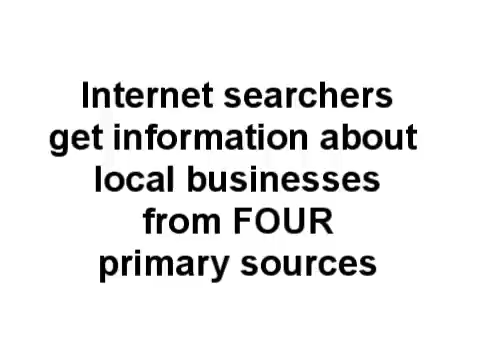 Internet searchers
get information about
local businesses
from FOUR
primary sources